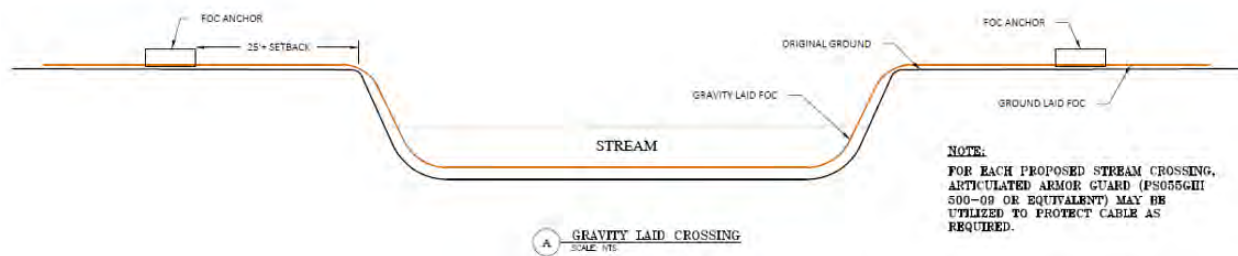 FOC ANCHOR
FOC ANCHOR
25'+ SETBACK
ORIGINAL GROUND
GRAVITY LAID FOC
GROUND LAID FOC
STREAM
NOTE:
FOR EACH PROPOSED STREAM CROSSING,
ARTICULATED ARMOR GUARD (PS055GIII
500-09 OR EQUIVALENT) MAY BE
UTILIZED TO PROTECT CABLE AS
REQUIRED.
A
GRAVITY LAID CROSSING
SCALE: NTS